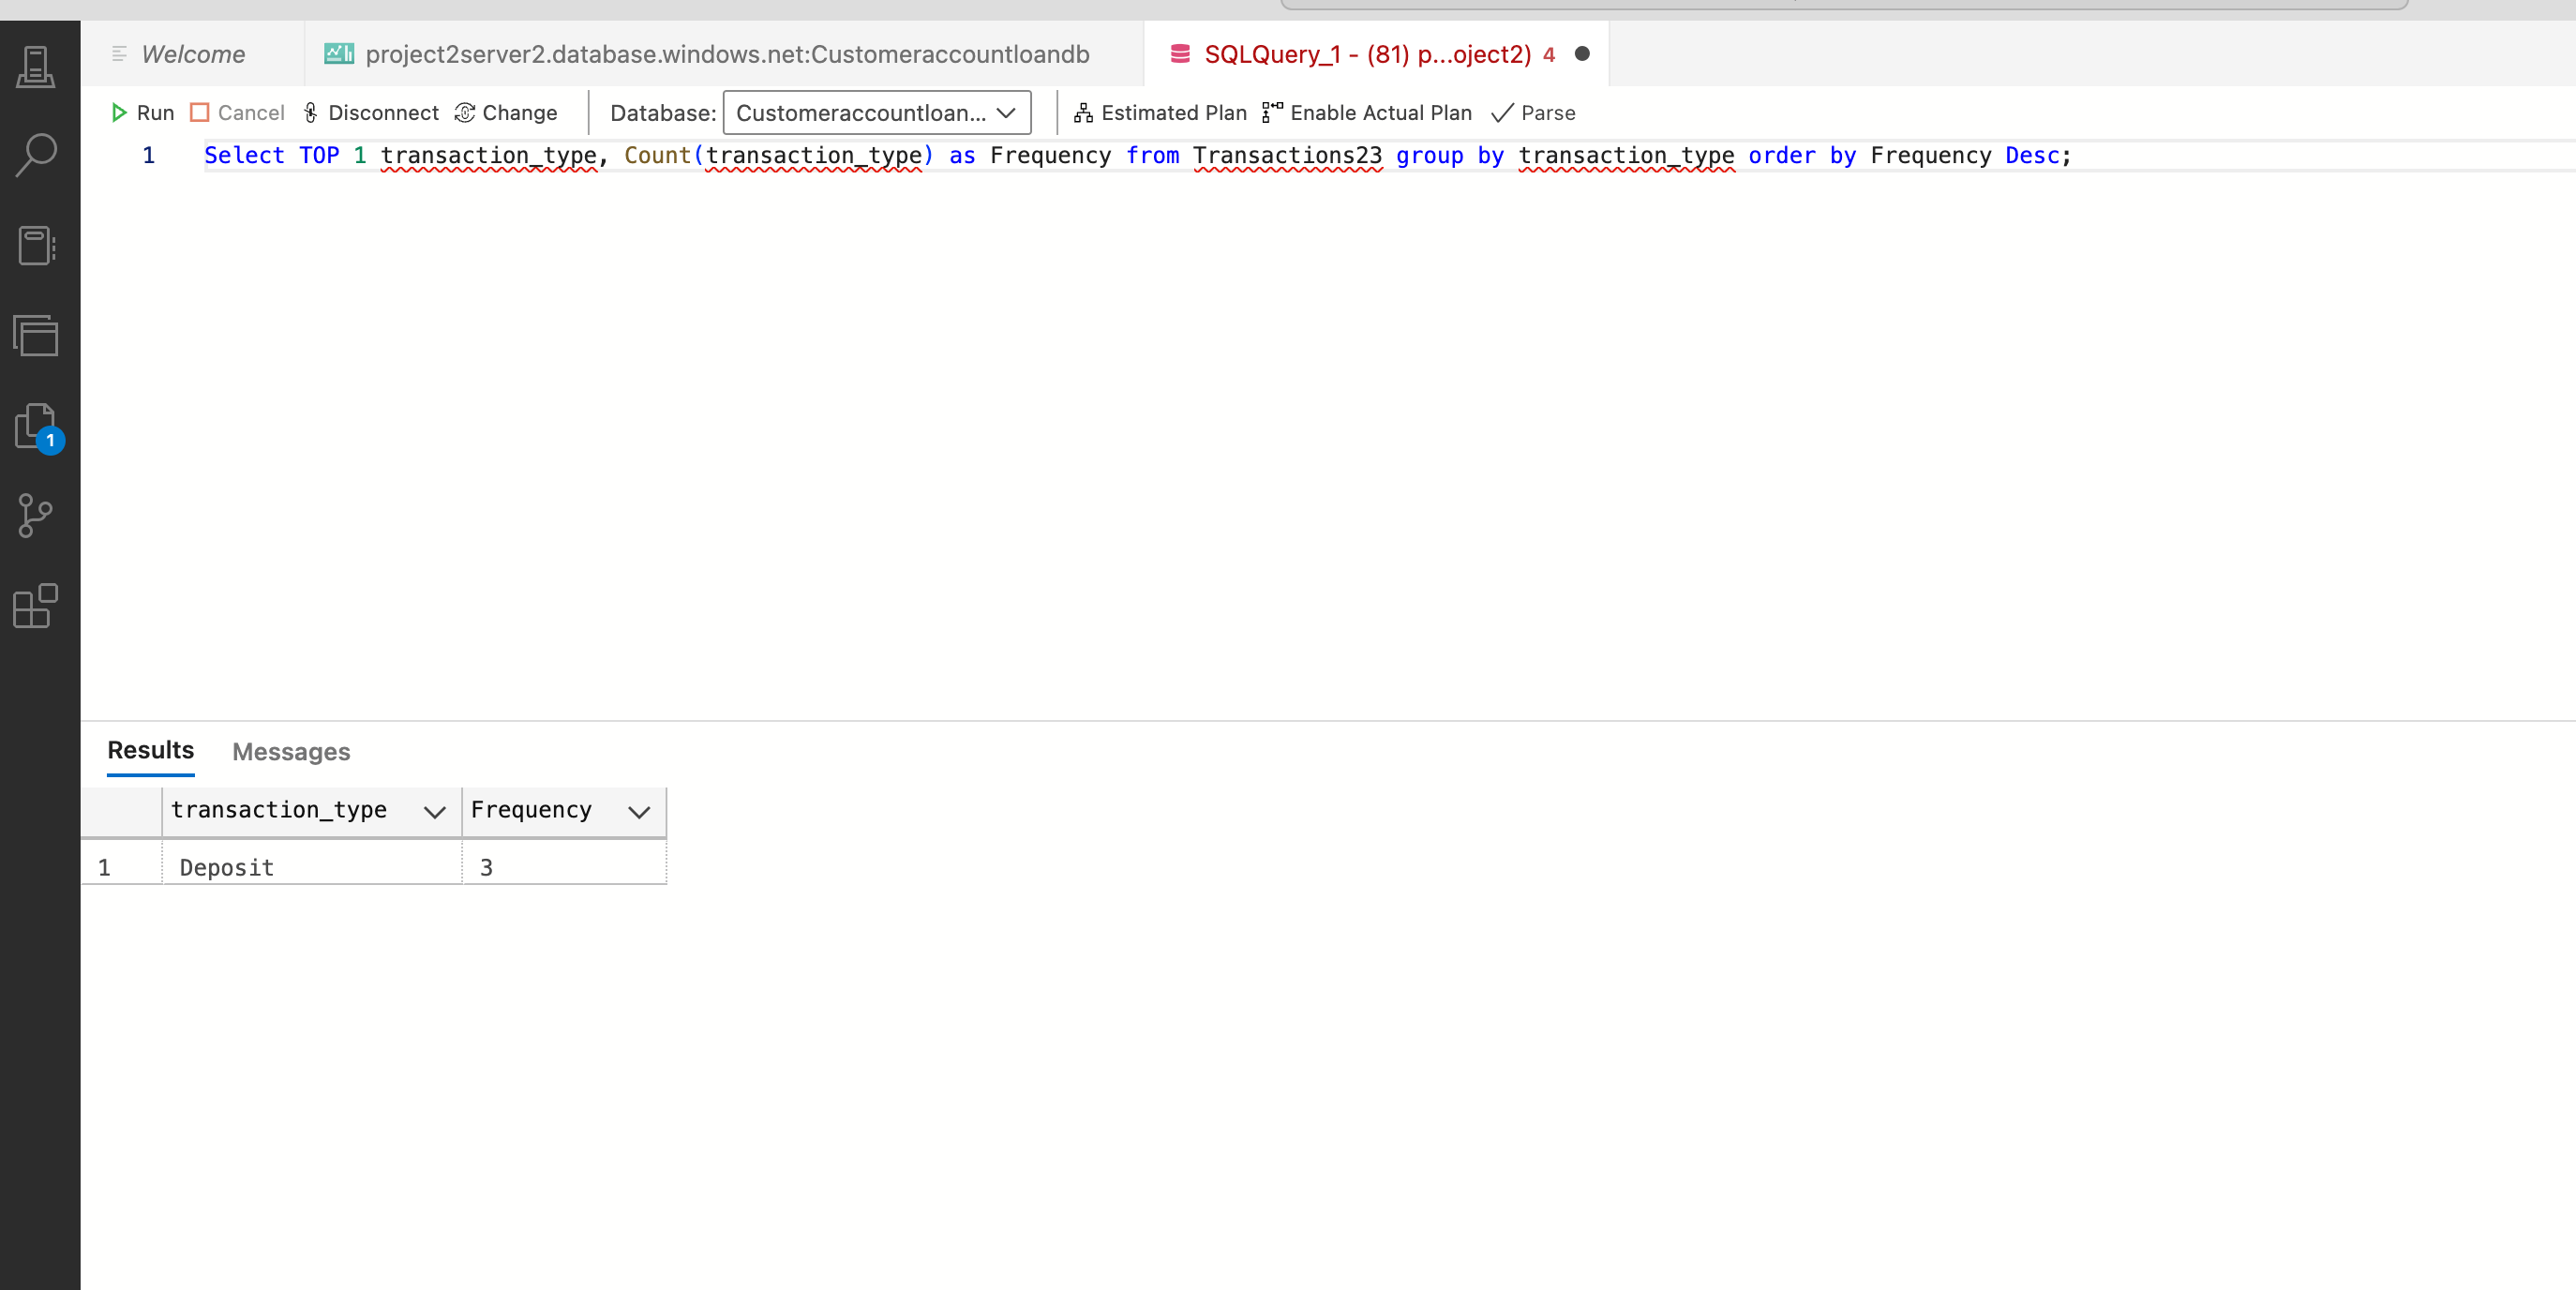 Welcome
project2server2.database.windows.net:Customeraccountloandb
SQLQuery_1 - (81) p...oject2) 4
Run Cancel Disconnect Change Database: Customeraccountloan... Estimated Plan Enable Actual Plan Parse
1 Select TOP 1 transaction_type, Count(transaction_type) as Frequency from Transactions23 group by transaction_type order by Frequency Desc;
1
Results Messages
transaction_type Frequency
1 Deposit 3